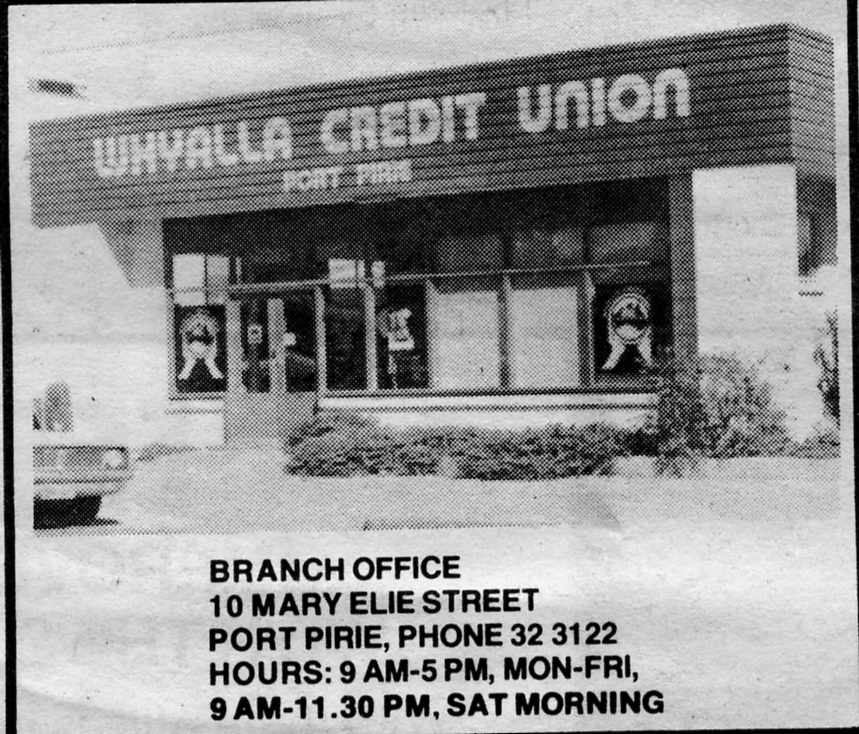 WHYALLA CREDIT UNION
PORT PIRIE
BRANCH OFFICE
10 MARY ELIE STREET
PORT PIRIE, PHONE 32 3122
HOURS: 9 AM-5 PM, MON-FRI,
9 AM-11.30 PM, SAT MORNING